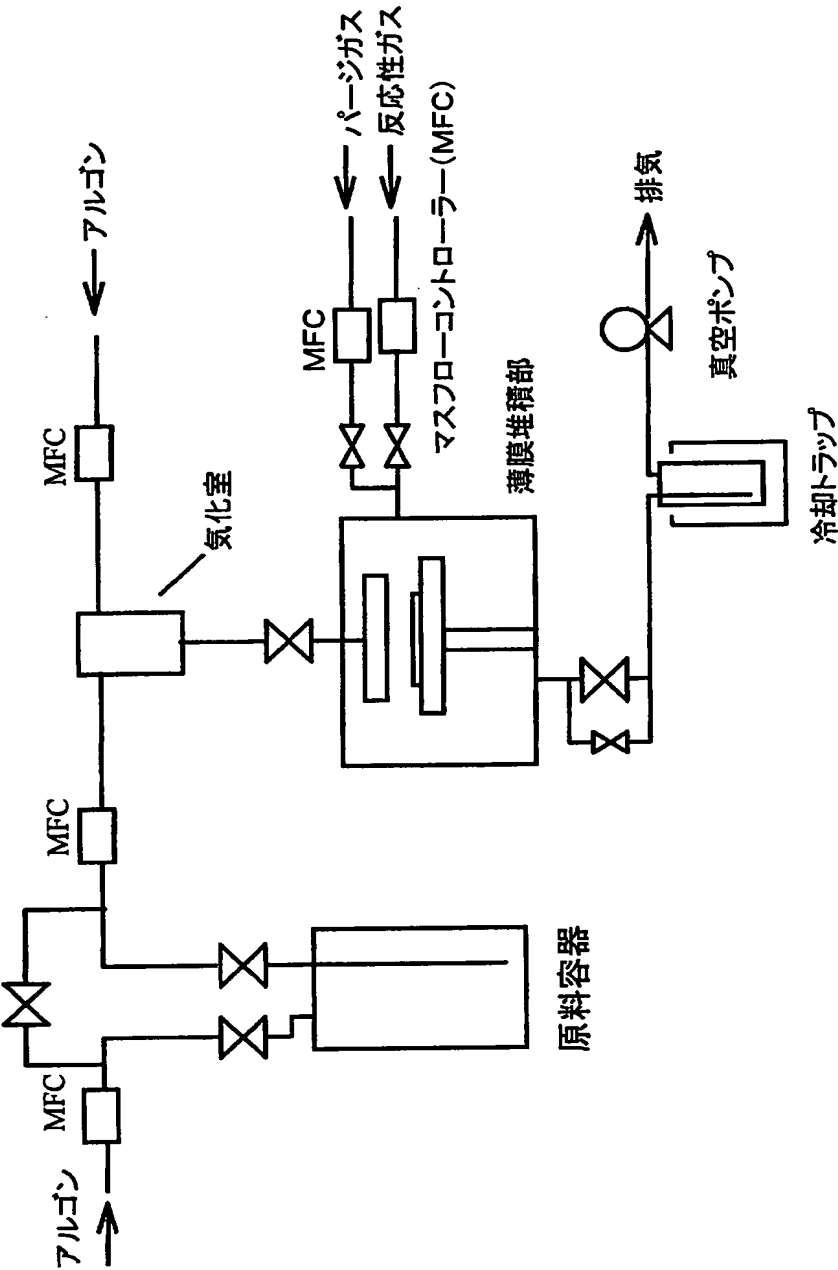 アルゴン
MFC
原料容器
MFC
気化室
MFC
アルゴン
MFC
パージガス
反応性ガス
マスフローコントローラー(MFC)
薄膜堆積部
排気
真空ポンプ
冷却トラップ